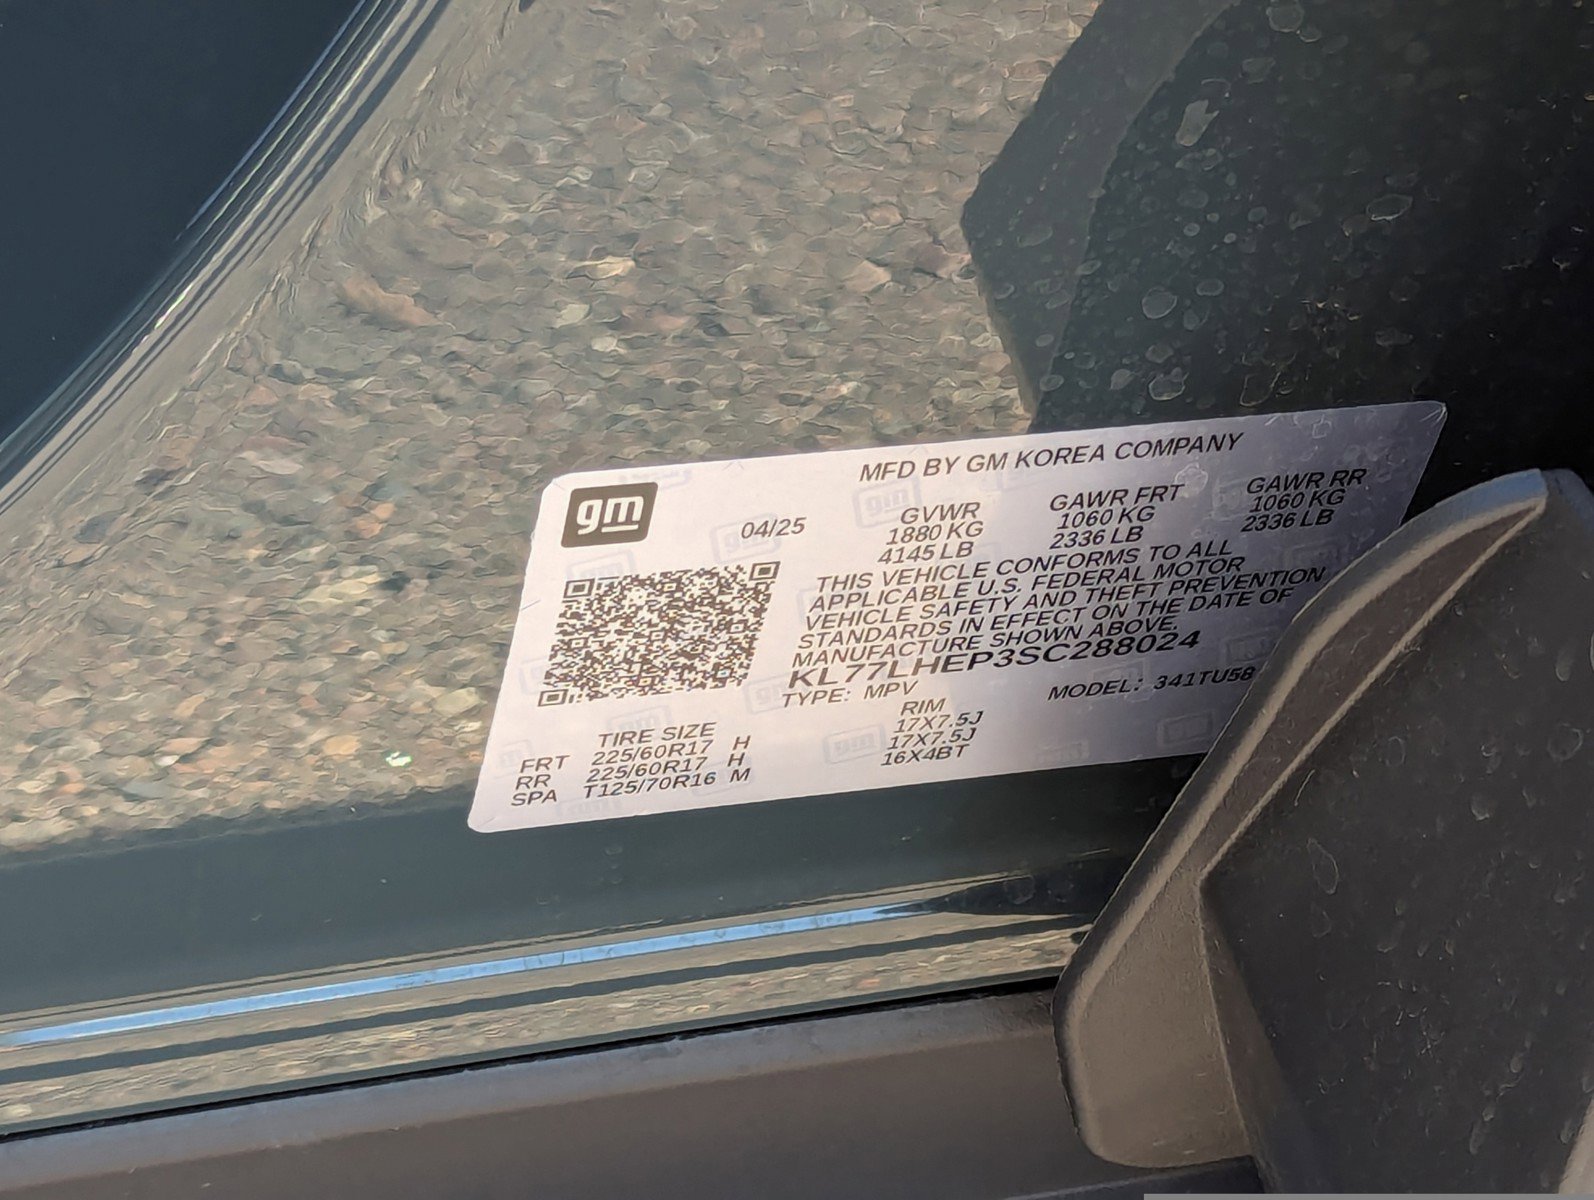 MFD BY GM KOREA COMPANY
gm
04/25
GVWR GAWR FRT GAWR RR
1880 KG 1060 KG 1060 KG
4145 LB 2336 LB 2336 LB
THIS VEHICLE CONFORMS TO ALL
APPLICABLE U.S. FEDERAL MOTOR
VEHICLE SAFETY AND THEFT PREVENTION
STANDARDS IN EFFECT ON THE DATE OF
MANUFACTURE SHOWN ABOVE.
KL77LHEP3SC288024
TYPE: MPV MODEL: 341TU58
TIRE SIZE RIM
FRT 225/60R17 H 17X7.5J
RR 225/60R17 H 17X7.5J
SPA T125/70R16 M 16X4BT